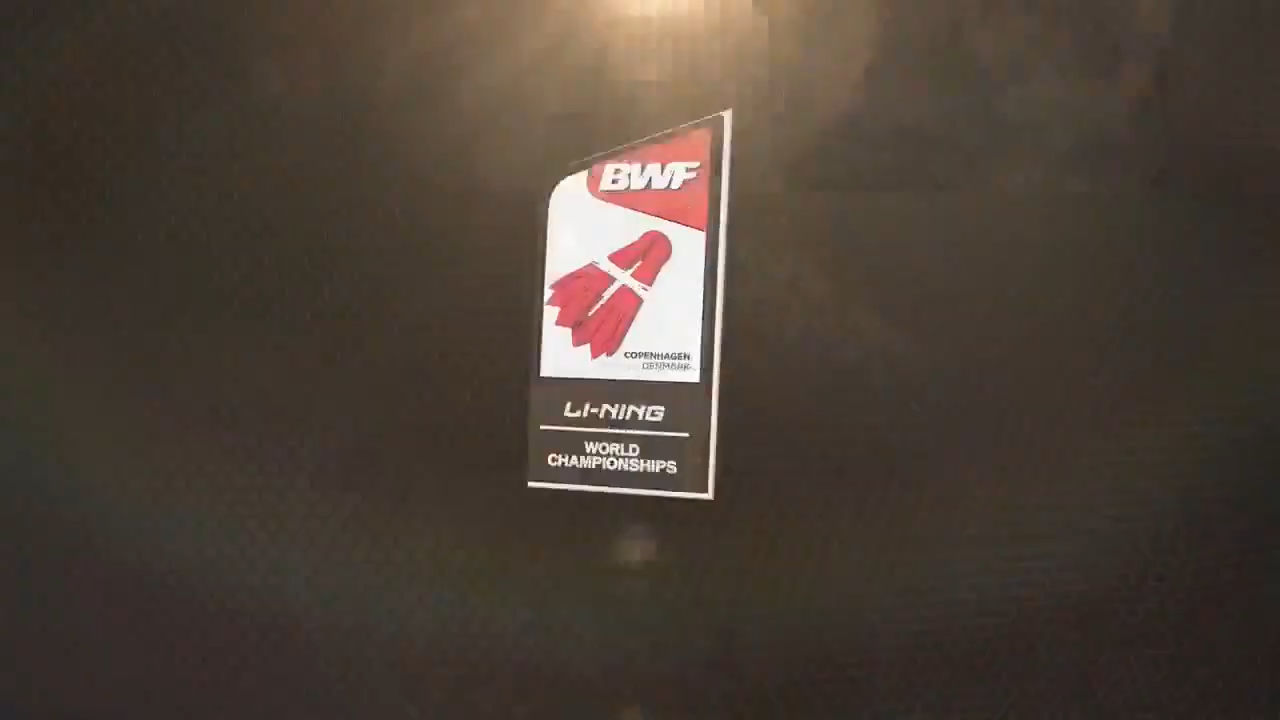 BWF
COPENHAGEN
DENMARK
LI-NING
WORLD
CHAMPIONSHIPS